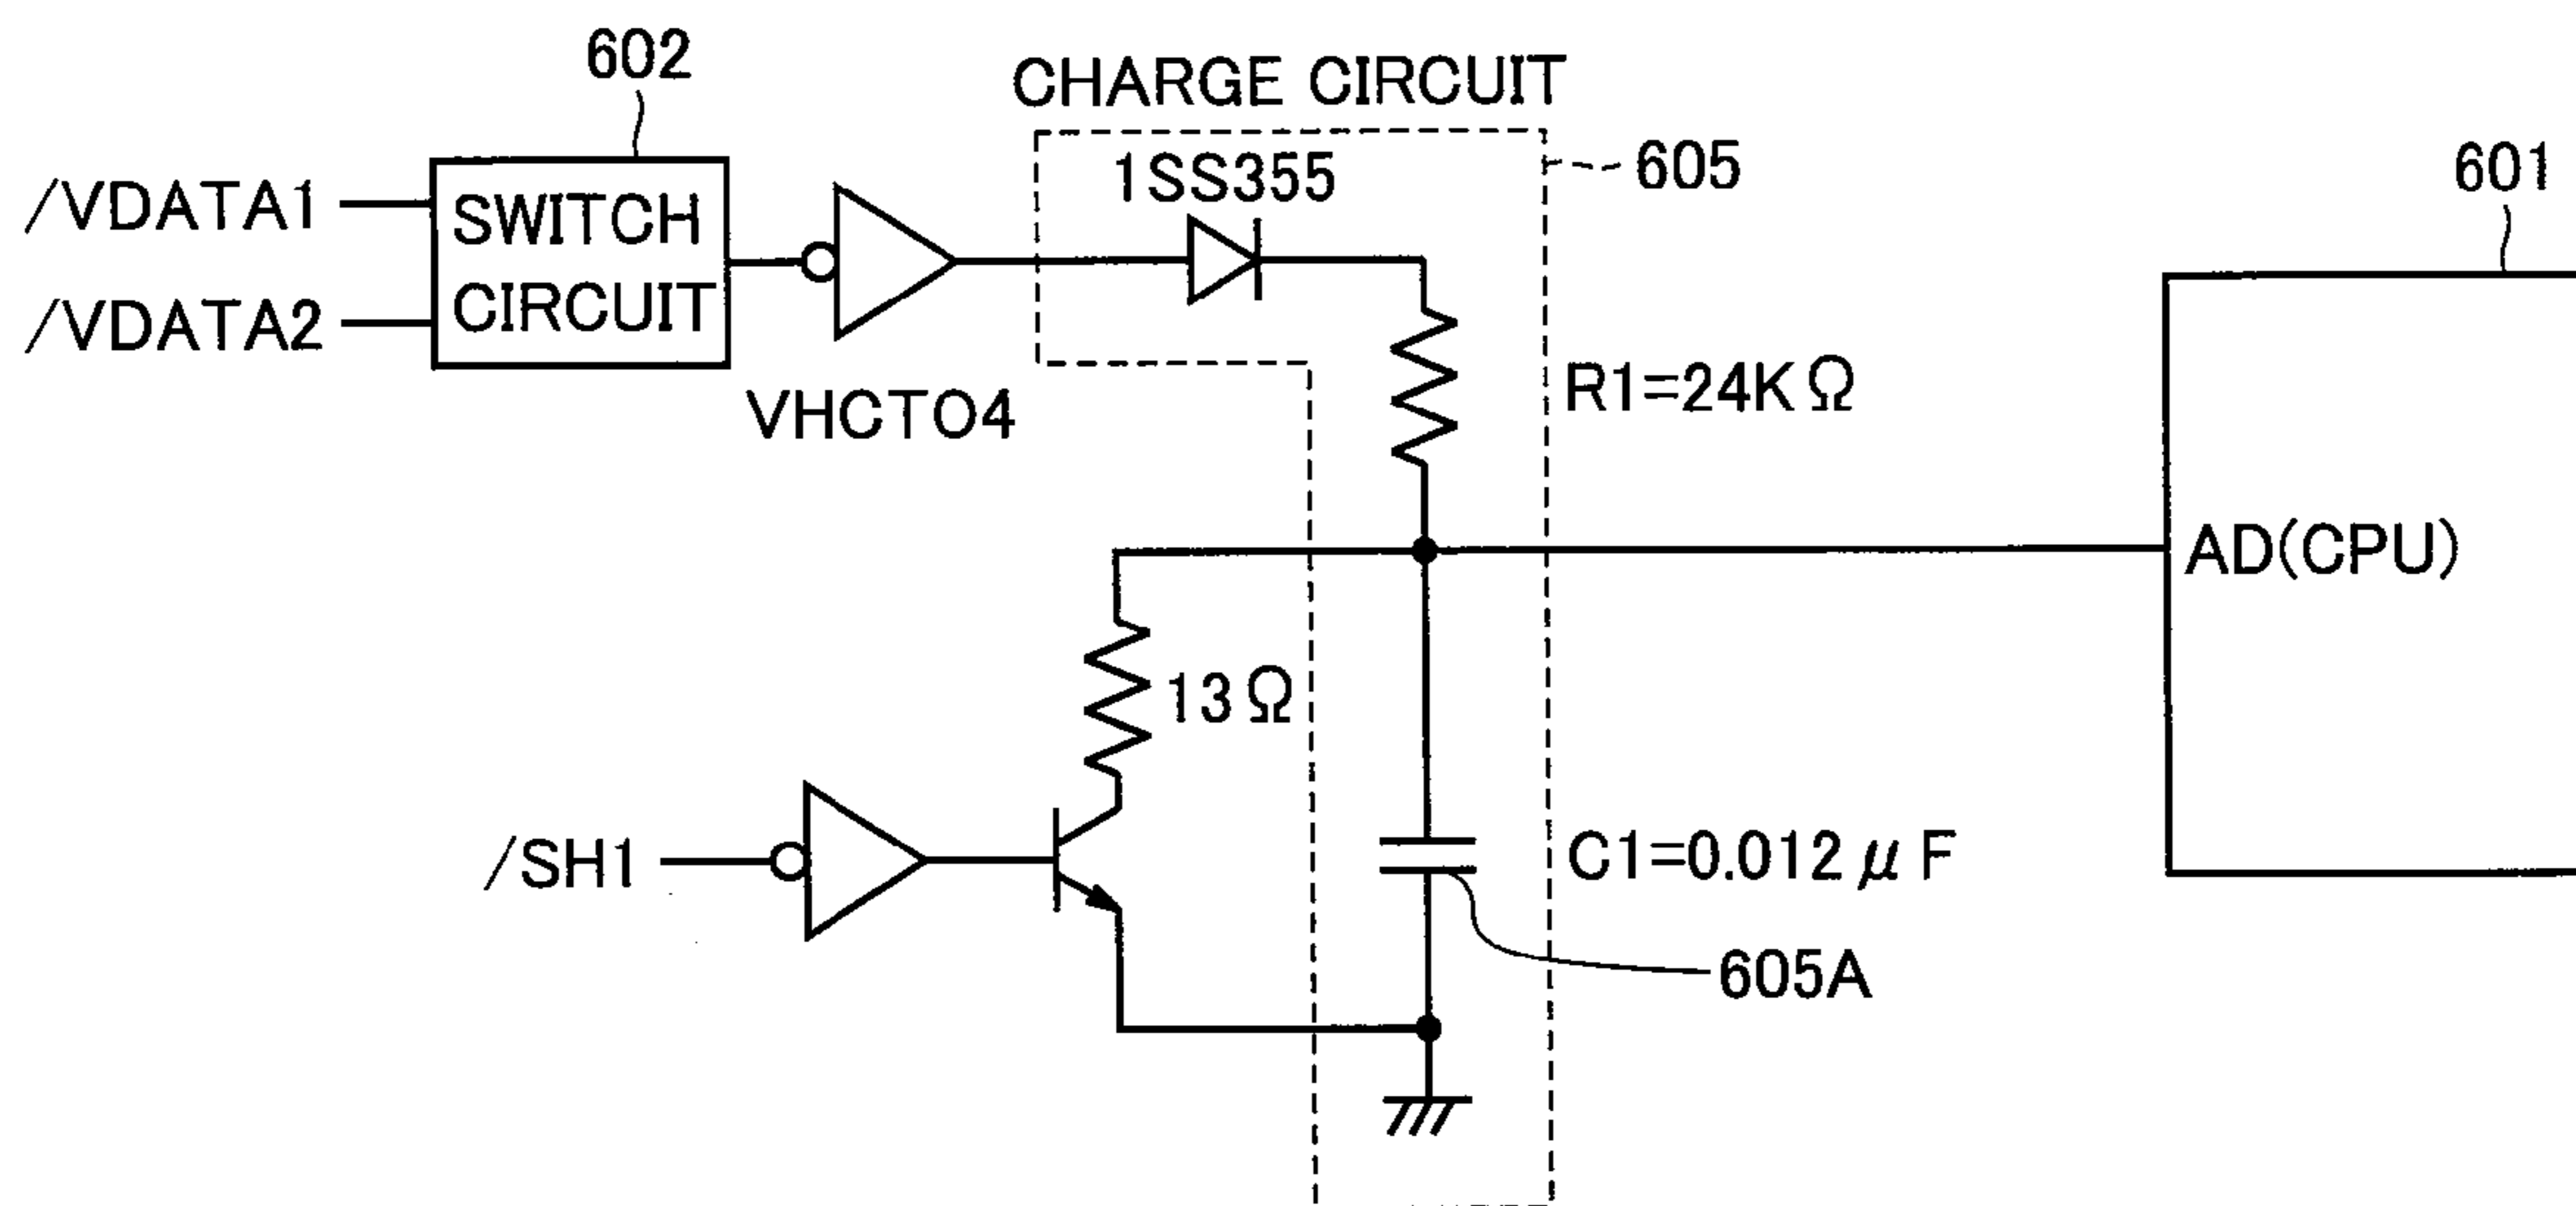 602
CHARGE CIRCUIT
/VDATA1
/VDATA2
SWITCH
CIRCUIT
1SS355
605
601
VHCT04
R1=24KΩ
AD(CPU)
13Ω
/SH1
C1=0.012μF
605A